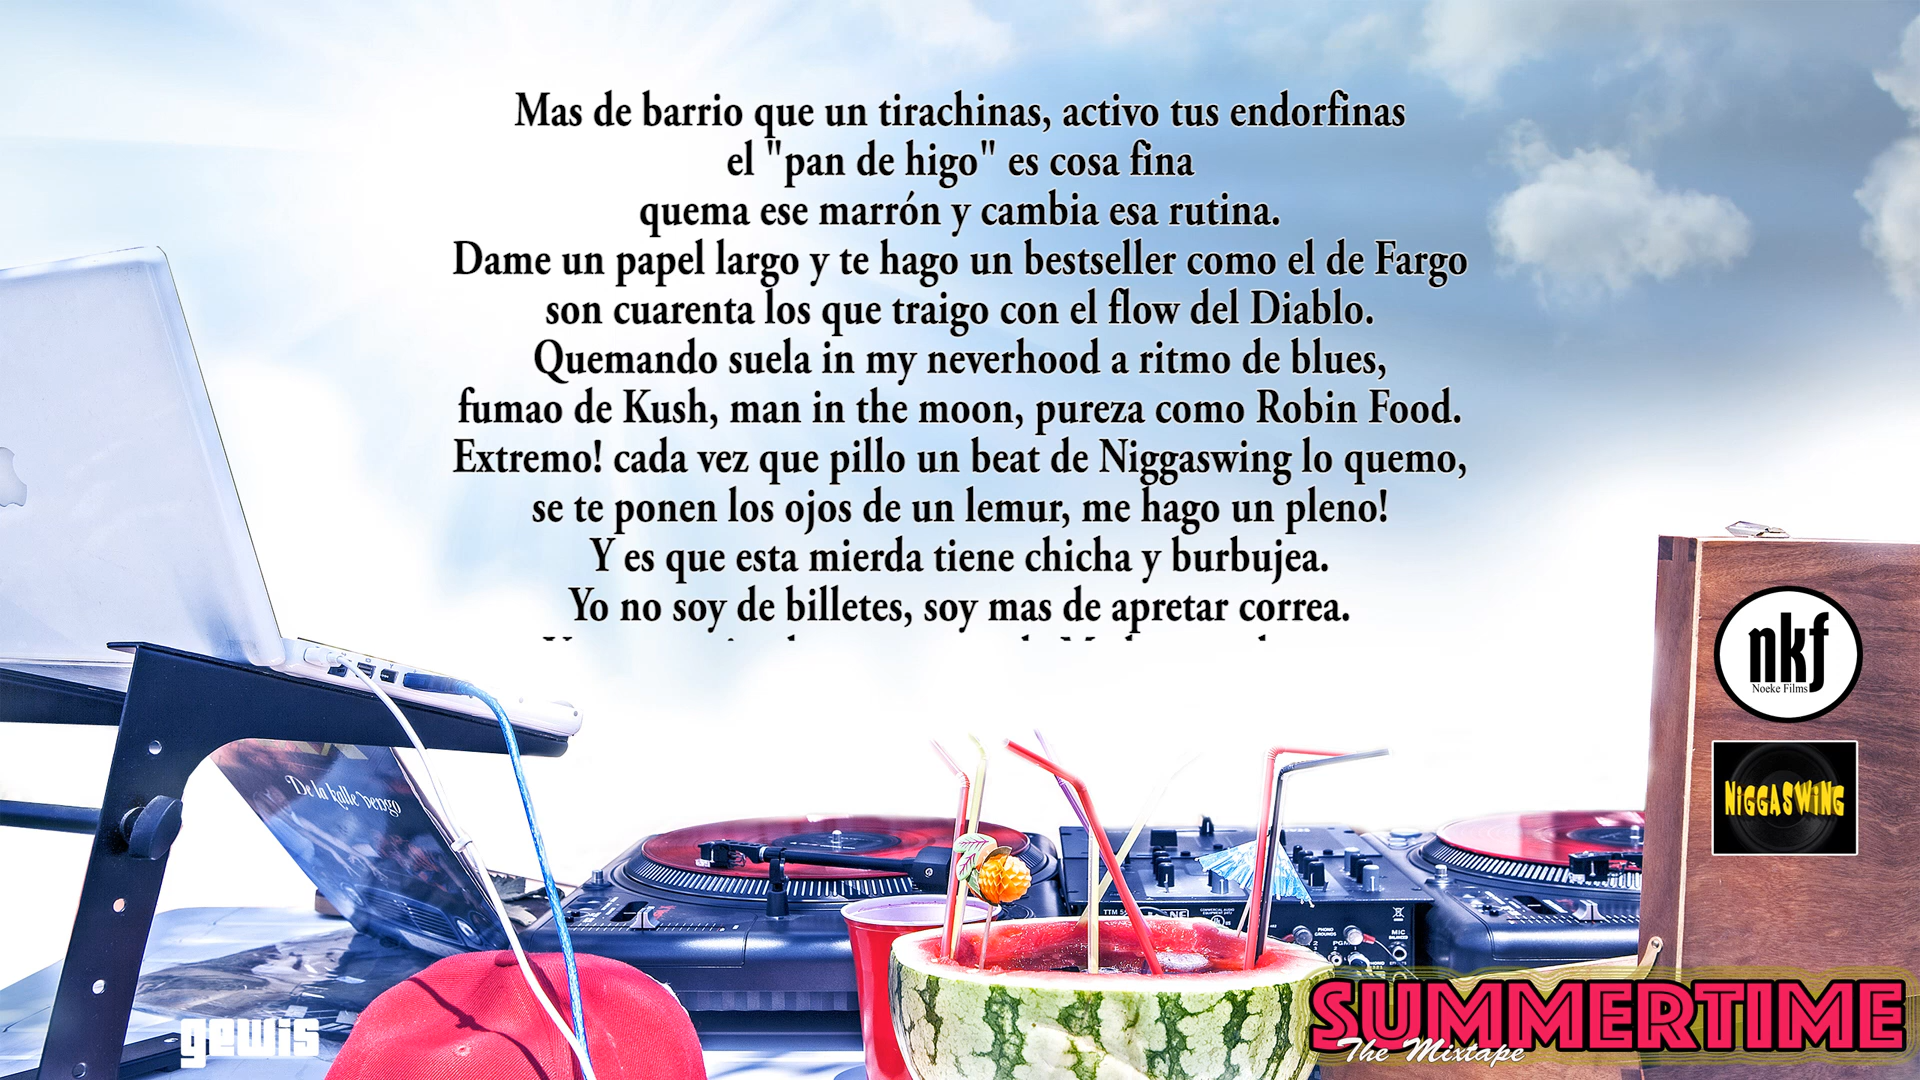 Mas de barrio que un tirachinas, activo tus endorfinas
el "pan de higo" es cosa fina
quema ese marrón y cambia esa rutina.
Dame un papel largo y te hago un bestseller como el de Fargo
son cuarenta los que traigo con el flow del Diablo.
Quemando suela in my neverhood a ritmo de blues,
fumao de Kush, man in the moon, pureza como Robin Food.
Extremo! cada vez que pillo un beat de Niggaswing lo quemo,
se te ponen los ojos de un lemur, me hago un pleno!
Y es que esta mierda tiene chicha y burbujea.
Yo no soy de billetes, soy mas de apretar correa.
nkf
Noeke Films
NiGGASWiNG
De la kalle vengo
TTM 5
RANE
PHONO
GROUNDS
MIC
gewis
SUMMERTIME
The Mixtape